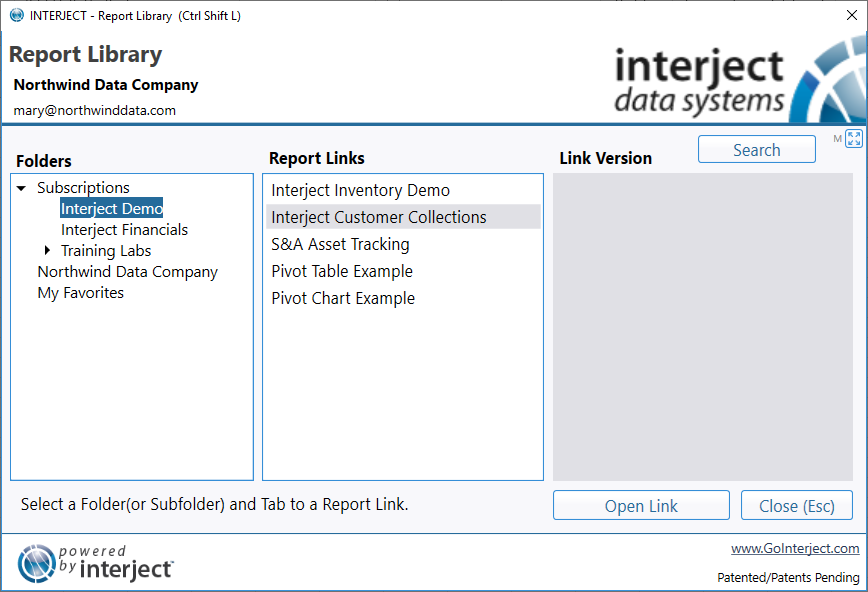 INTERJECT - Report Library (Ctrl Shift L)
Report Library
Northwind Data Company
mary@northwinddata.com
interject
data systems
Search
M
Folders
Report Links
Link Version
Subscriptions
Interject Demo
Interject Financials
Training Labs
Northwind Data Company
My Favorites
Interject Inventory Demo
Interject Customer Collections
S&A Asset Tracking
Pivot Table Example
Pivot Chart Example
Select a Folder(or Subfolder) and Tab to a Report Link.
Open Link
Close (Esc)
powered
by interject™
www.GoInterject.com
Patented/Patents Pending